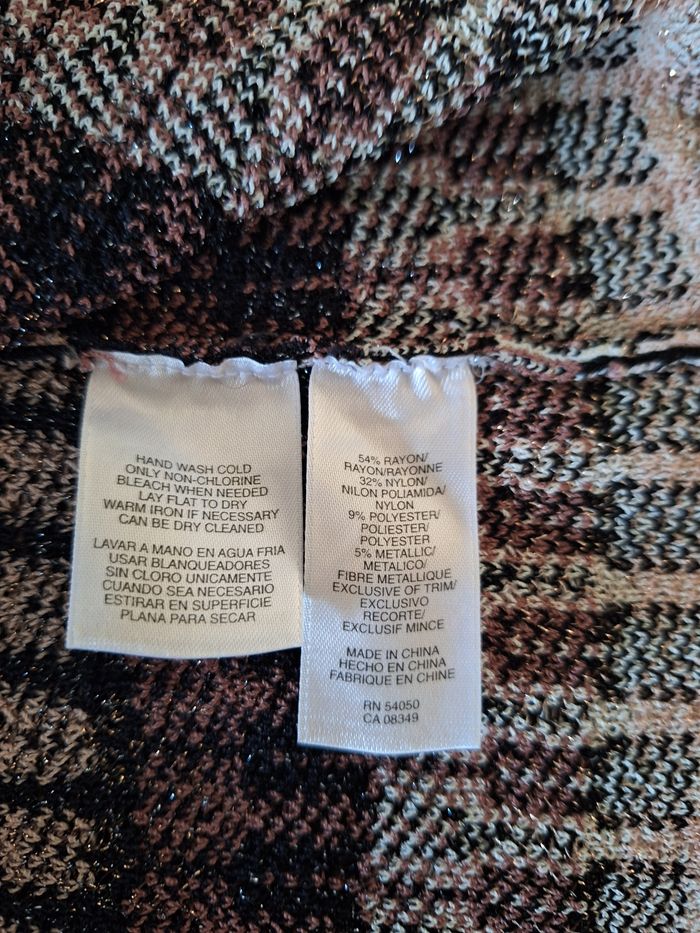 HAND WASH COLD
ONLY NON-CHLORINE
BLEACH WHEN NEEDED
LAY FLAT TO DRY
WARM IRON IF NECESSARY
CAN BE DRY CLEANED
LAVAR A MANO EN AGUA FRIA
USAR BLANQUEADORES
SIN CLORO UNICAMENTE
CUANDO SEA NECESARIO
ESTIRAR EN SUPERFICIE
PLANA PARA SECAR
54% RAYON/
RAYON/RAYONNE
32% NYLON/
NILON POLIAMIDA/
NYLON
9% POLYESTER/
POLIESTER/
POLYESTER
5% METALLIC/
METALICO/
FIBRE METALLIQUE
EXCLUSIVE OF TRIM/
EXCLUSIVO
RECORTE/
EXCLUSIF MINCE
MADE IN CHINA
HECHO EN CHINA
FABRIQUE EN CHINE
RN 54050
CA 08349